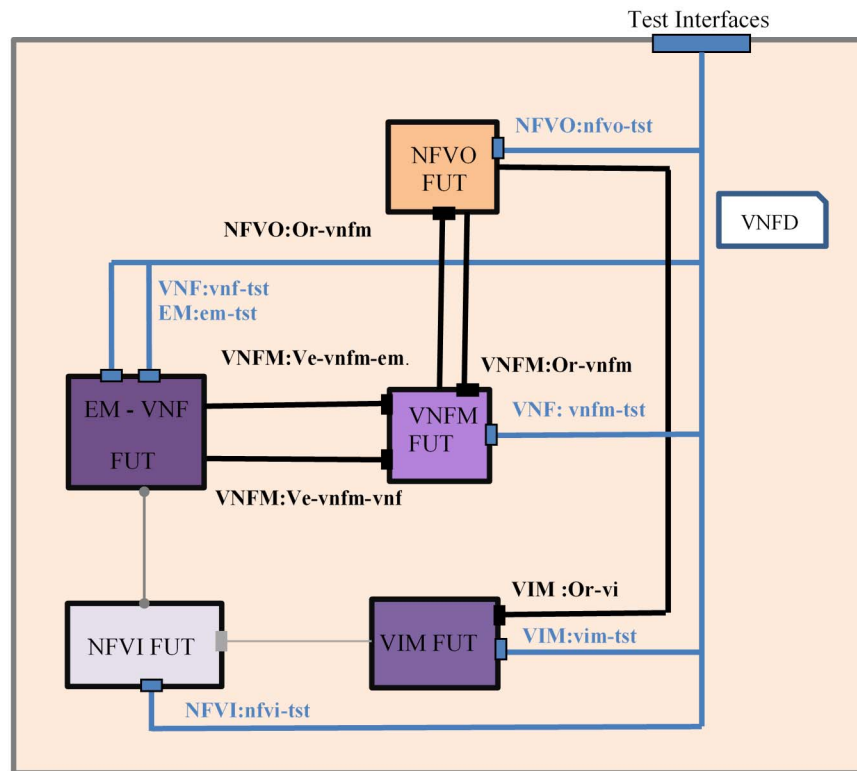 Test Interfaces
NFVO:nfvo-tst
NFVO
FUT
VNFD
NFVO:Or-vnfm
VNF:vnf-tst
EM:em-tst
VNFM:Ve-vnfm-em.
VNFM:Or-vnfm
EM - VNF
FUT
VNFM
FUT
VNF: vnfm-tst
VNFM:Ve-vnfm-vnf
VIM :Or-vi
NFVI FUT
VIM FUT
VIM:vim-tst
NFVI:nfvi-tst